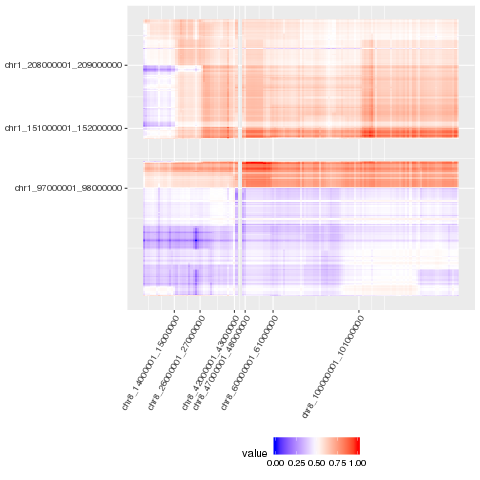 chr1_208000001_209000000
chr1_151000001_152000000
chr1_97000001_98000000
chr8_14000001_15000000
chr8_26000001_27000000
chr8_42000001_43000000
chr8_47000001_48000000
chr8_60000001_61000000
chr8_100000001_101000000
value
0.00 0.25 0.50 0.75 1.00